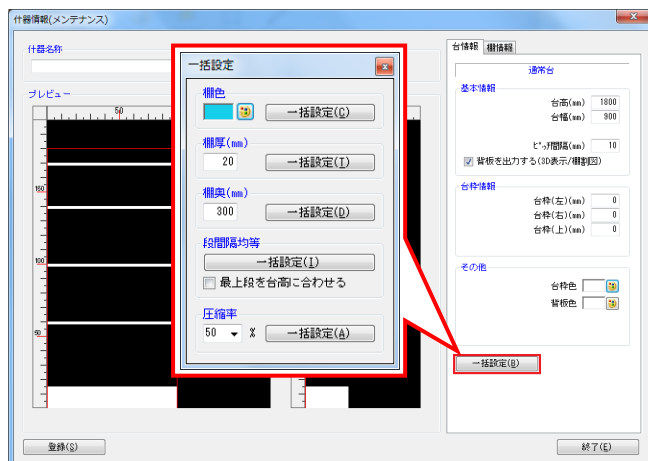 什器情報(メンテナンス)
什器名称
プレビュー
50
150
100
50
一括設定
棚色
一括設定(C)
棚厚(mm)
20
一括設定(T)
棚奥(mm)
300
一括設定(D)
段間隔均等
一括設定(I)
最上段を台高に合わせる
圧縮率
50 %
一括設定(A)
台情報 棚情報
通常台
基本情報
台高(mm) 1800
台幅(mm) 900
ピッチ間隔(mm) 10
背板を出力する(3D表示/棚割図)
台枠情報
台枠(左)(mm) 0
台枠(右)(mm) 0
台枠(上)(mm) 0
その他
台枠色
背板色
一括設定(B)
登録(S)
終了(E)